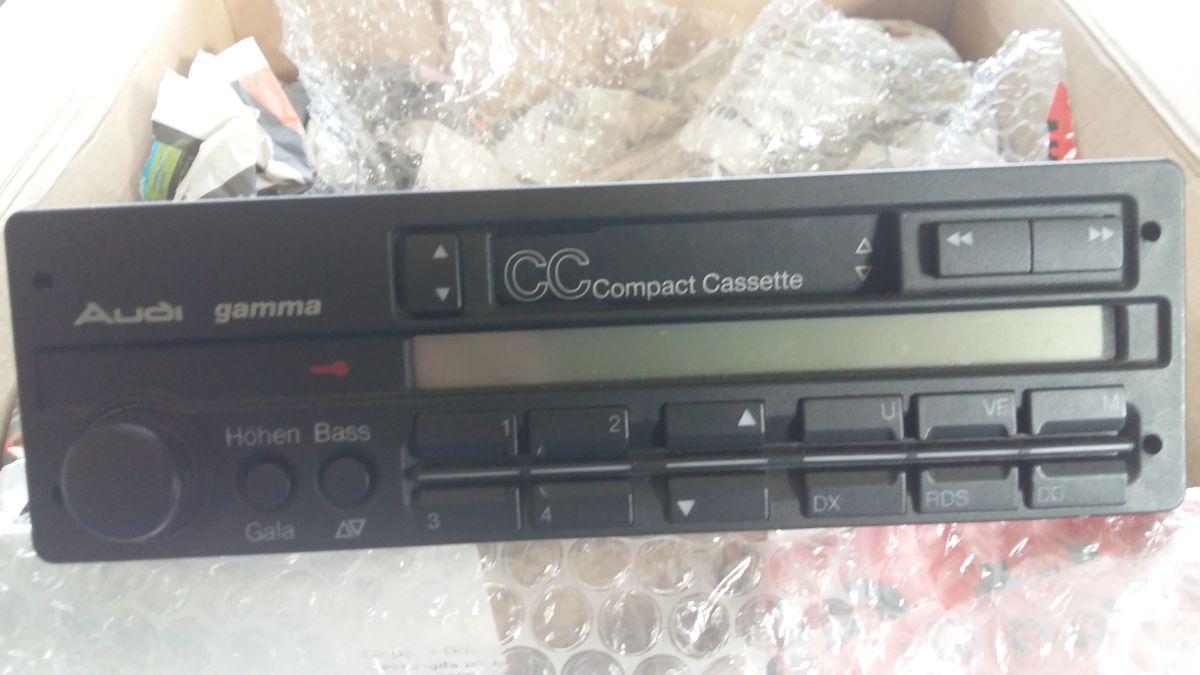 Audi gamma
CC Compact Cassette
Höhen Bass
Gala
1 2 U VF M
3 4 DX RDS